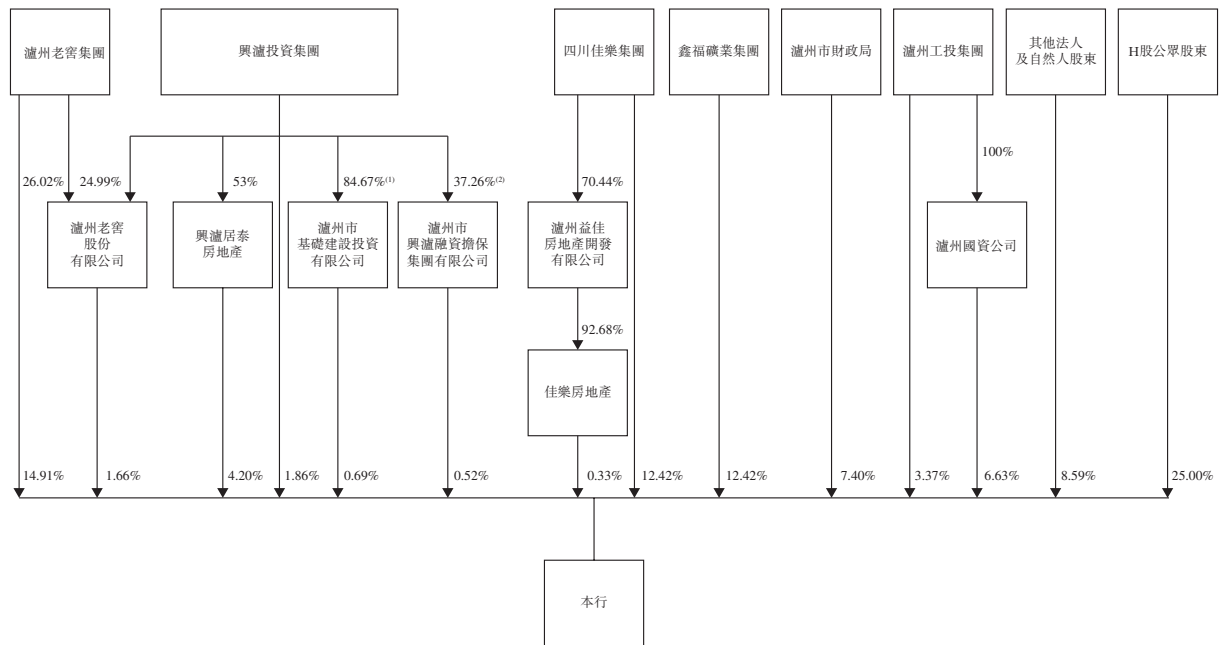 瀘州老窖集團
興瀘投資集團
四川佳樂集團
鑫福礦業集團
瀘州市財政局
瀘州工投集團
其他法人
及自然人股東
H股公眾股東
26.02%
24.99%
53%
84.67%(1)
37.26%(2)
70.44%
100%
瀘州老窖
股份
有限公司
興瀘居泰
房地產
瀘州市
基礎建設投資
有限公司
瀘州市
興瀘融資擔保
集團有限公司
瀘州益佳
房地產開發
有限公司
瀘州國資公司
92.68%
佳樂房地產
14.91%
1.66%
4.20%
1.86%
0.69%
0.52%
0.33%
12.42%
12.42%
7.40%
3.37%
6.63%
8.59%
25.00%
本行